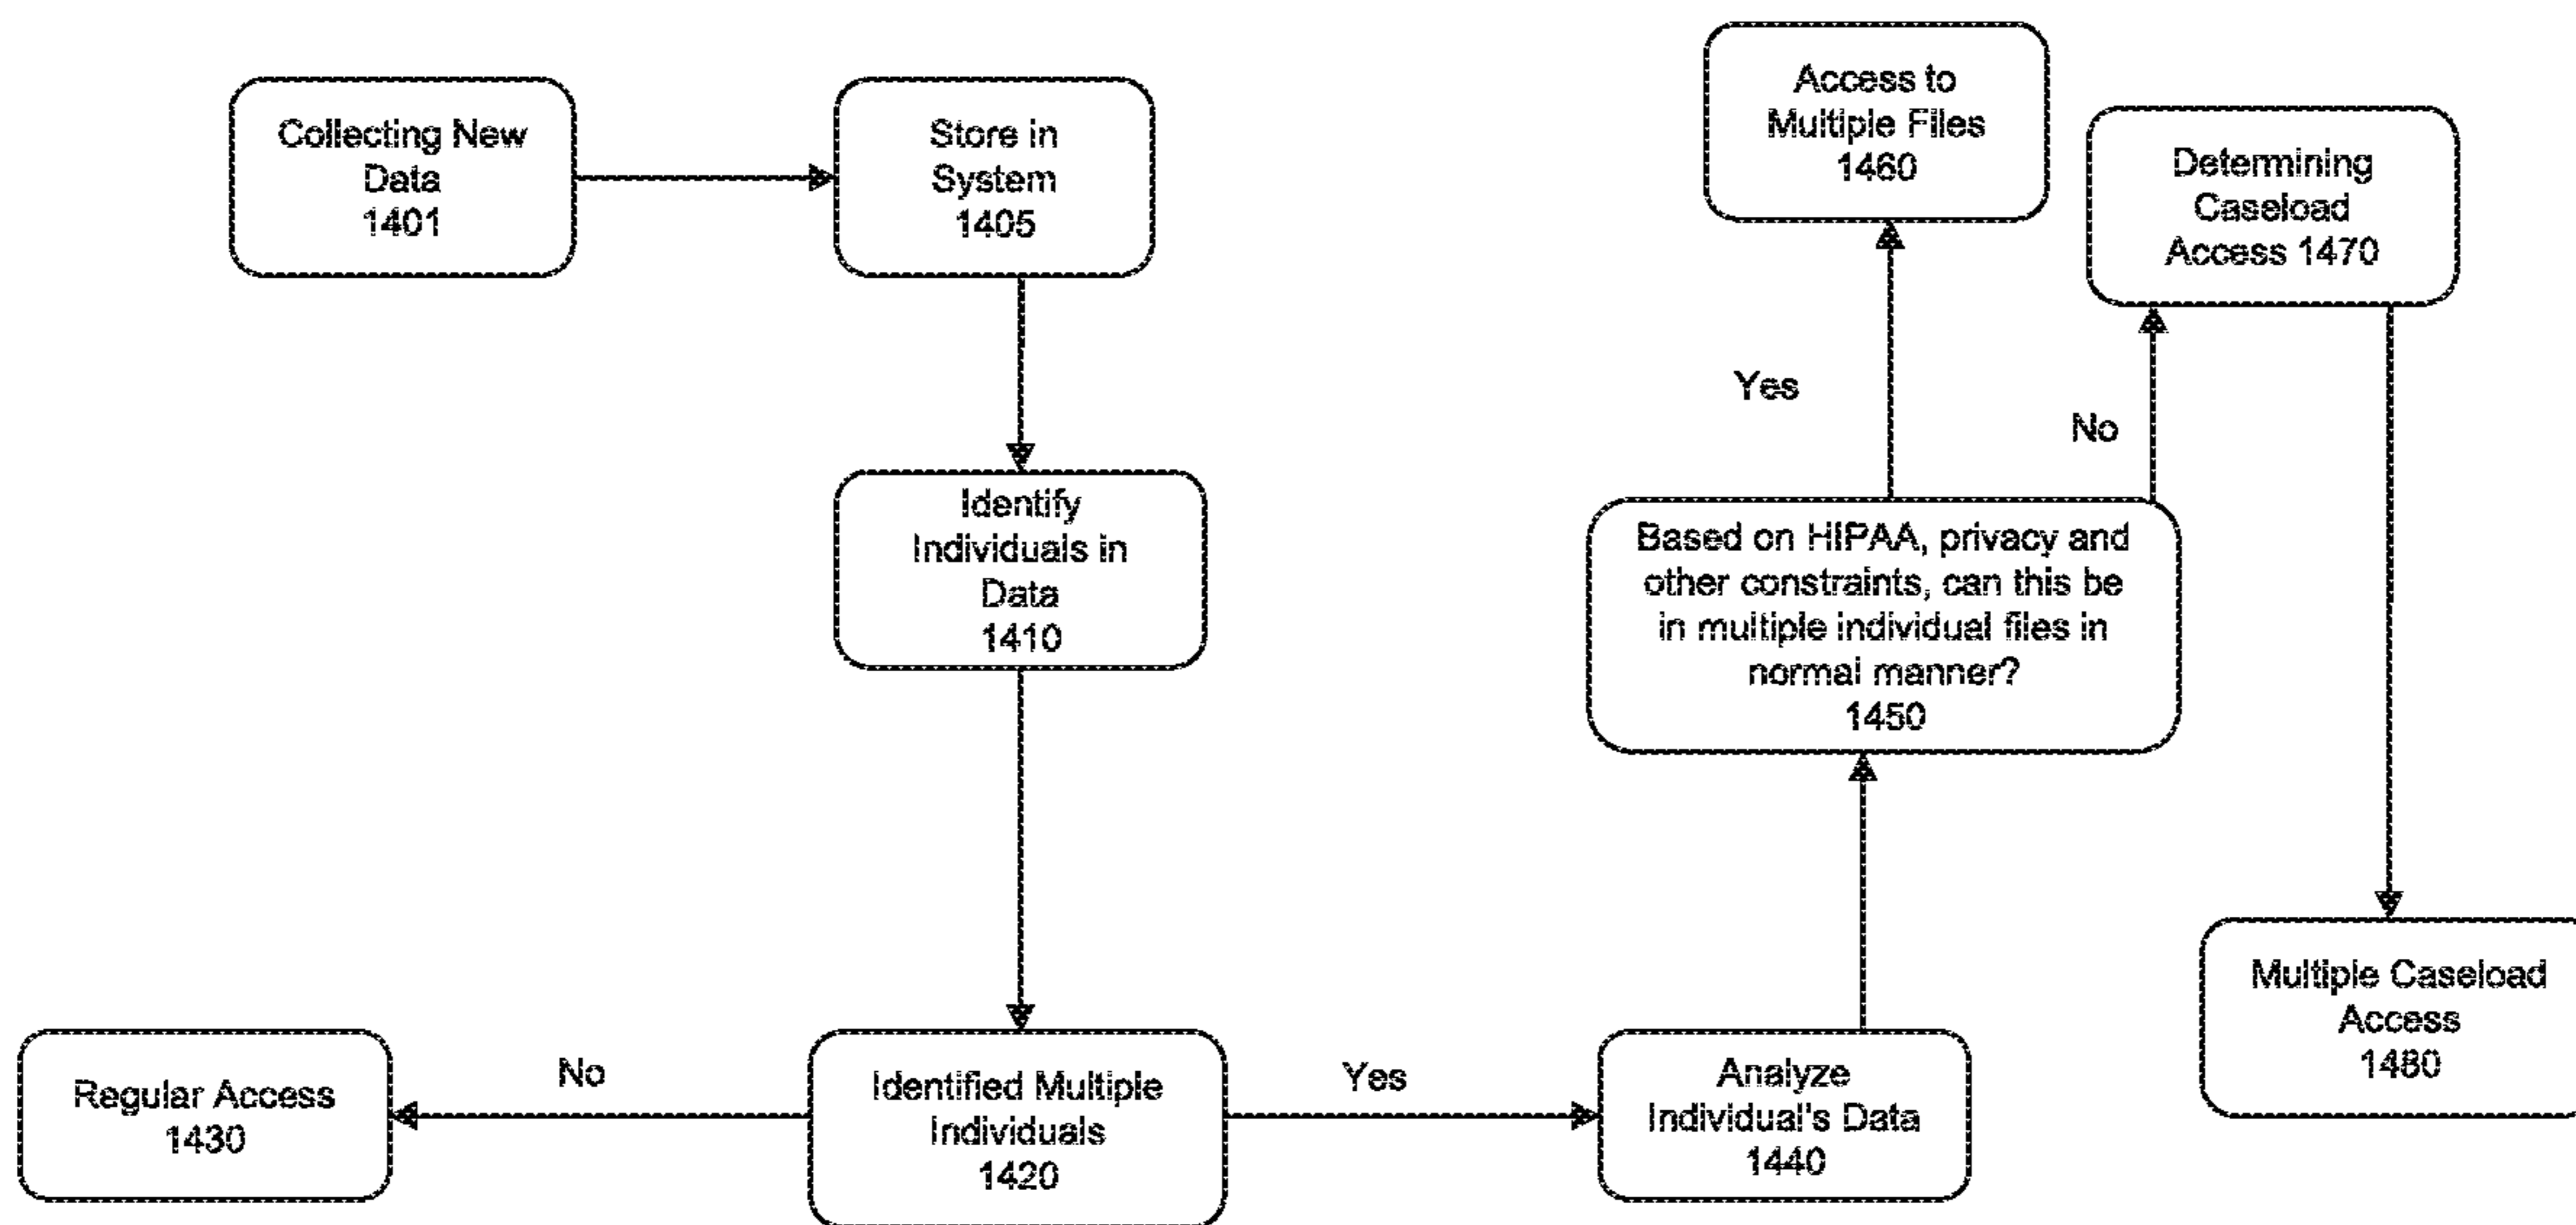 Collecting New
Data
1401
Store in
System
1405
Identify
Individuals in
Data
1410
Identified Multiple
Individuals
1420
No
Regular Access
1430
Yes
Analyze
Individual's Data
1440
Based on HIPAA, privacy and
other constraints, can this be
in multiple individual files in
normal manner?
1450
Yes
Access to
Multiple Files
1460
No
Determining
Caseload
Access 1470
Multiple Caseload
Access
1480